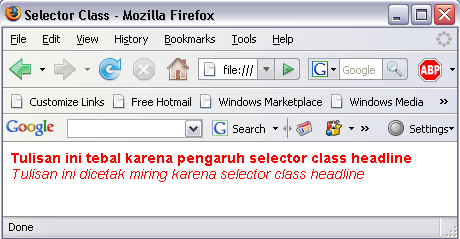 Selector Class - Mozilla Firefox
File Edit View History Bookmarks Tools Help
file:/// G Google ABP
Customize Links Free Hotmail Windows Marketplace Windows Media »
Google G Search » Settings
Tulisan ini tebal karena pengaruh selector class headline
Tulisan ini dicetak miring karena selector class headline
Done